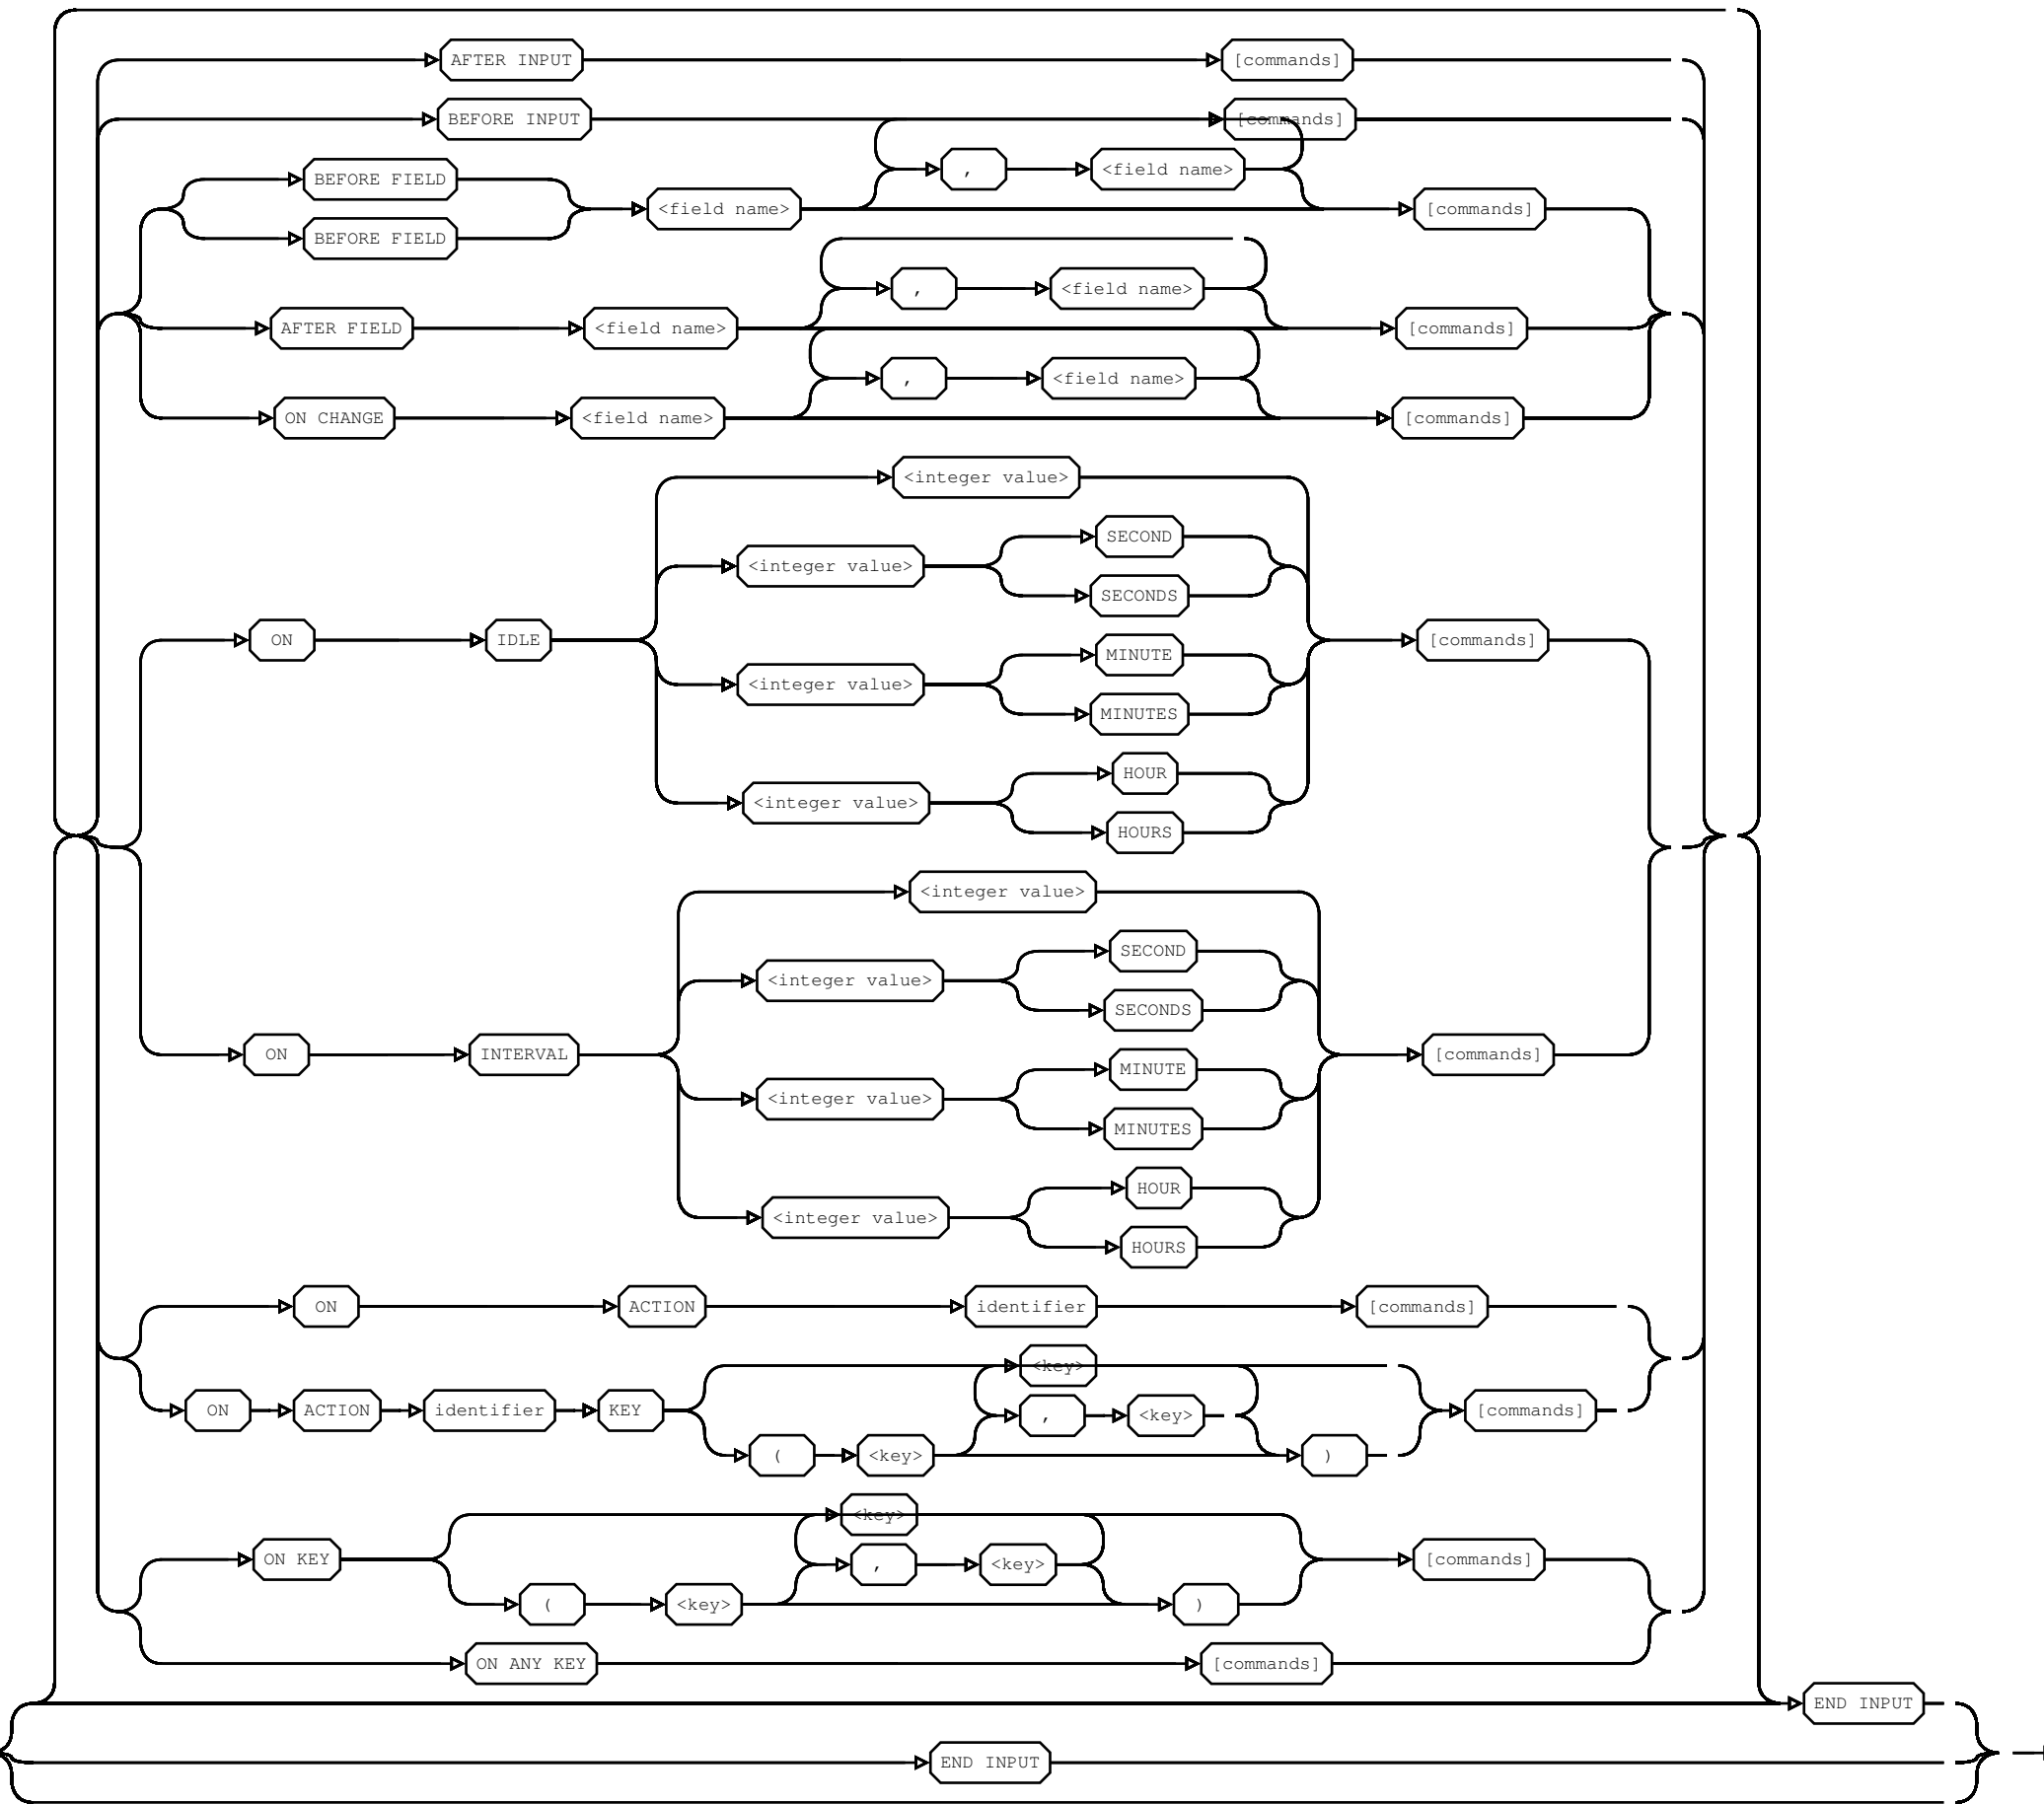 AFTER INPUT [commands]
BEFORE INPUT [commands]
, <field name>
BEFORE FIELD
<field name> [commands]
BEFORE FIELD
, <field name>
AFTER FIELD <field name> [commands]
, <field name>
ON CHANGE <field name> [commands]
<integer value>
SECOND
<integer value>
SECONDS
ON IDLE [commands]
MINUTE
<integer value>
MINUTES
HOUR
<integer value>
HOURS
<integer value>
SECOND
<integer value>
SECONDS
ON INTERVAL [commands]
MINUTE
<integer value>
MINUTES
HOUR
<integer value>
HOURS
ON ACTION identifier [commands]
<key>
ON ACTION identifier KEY , <key> [commands]
( <key> )
<key>
ON KEY , <key> [commands]
( <key> )
ON ANY KEY [commands]
END INPUT
END INPUT